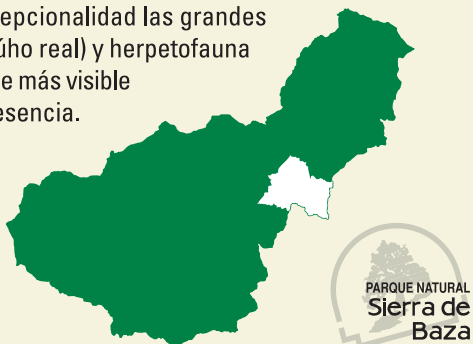 epcionalidad las grandes
úho real) y herpetofauna
e más visible
esencia.
PARQUE NATURAL
Sierra de
Baza